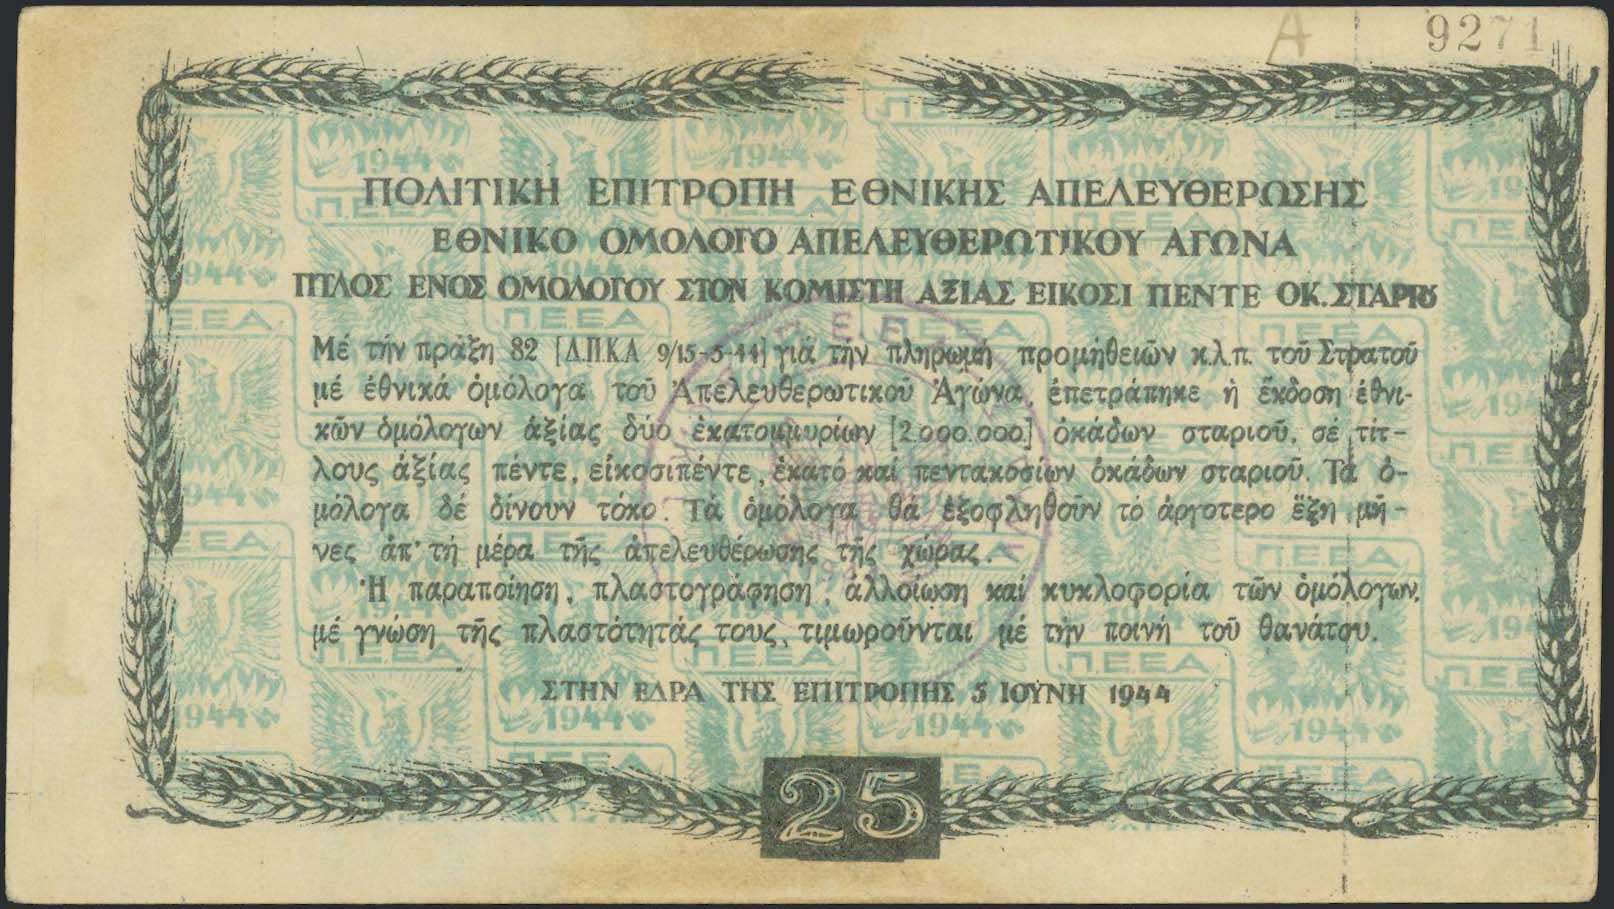 Α 9271
ΠΟΛΙΤΙΚΗ ΕΠΙΤΡΟΠΗ ΕΘΝΙΚΗΣ ΑΠΕΛΕΥΘΕΡΩΣΗΣ
ΕΘΝΙΚΟ ΟΜΟΛΟΓΟ ΑΠΕΛΕΥΘΕΡΩΤΙΚΟΥ ΑΓΩΝΑ
ΤΙΤΛΟΣ ΕΝΟΣ ΟΜΟΛΟΓΟΥ ΣΤΟΝ ΚΟΜΙΣΤΗ ΑΞΙΑΣ ΕΙΚΟΣΙ ΠΕΝΤΕ ΟΚ. ΣΤΑΡΙΟΥ
Μέ τήν πράξη 82 [Δ.Π.Κ.Α 9/15-5-44] γιά τήν πληρωμή προμήθειῶν κ.λ.π. τοῦ Στρατοῦ
μέ ἐθνικά ὁμόλογα τοῦ Ἀπελευθερωτικοῦ Ἀγώνα, ἐπετράπηκε ἡ ἔκδοση ἐθνι-
κῶν ὁμόλογων ἀξίας δύο ἑκατομμυρίων [2.000.000] ὀκάδων σταριοῦ, σέ τίτ-
λους ἀξίας πέντε, εἰκοσιπέντε, ἑκατό καί πεντακοσίων ὀκάδων σταριοῦ. Τά ὁ-
μόλογα δέ δίνουν τόκο. Τά ὁμόλογα θά ἐξοφληθοῦν τό ἀργοτερο ἕξη μῆ-
νες ἀπ' τή μέρα τῆς ἀπελευθέρωσης τῆς χώρας.
Ἡ παραποίηση, πλαστογράφηση, ἀλλοίωση καί κυκλοφορία τῶν ὁμόλογων,
μέ γνώση τῆς πλαστότητάς τους, τιμωροῦνται μέ τήν ποινή τοῦ θανάτου.
ΣΤΗΝ ΕΔΡΑ ΤΗΣ ΕΠΙΤΡΟΠΗΣ 5 ΙΟΥΝΗ 1944
25